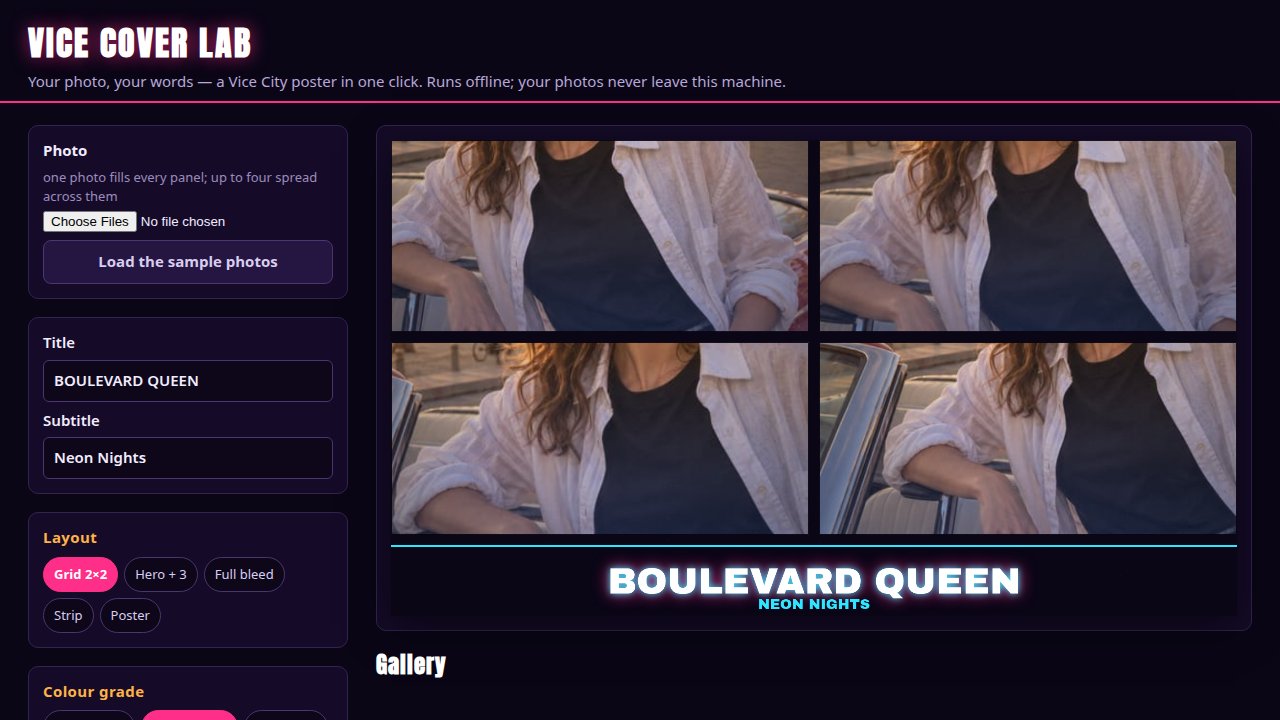 VICE COVER LAB
Your photo, your words — a Vice City poster in one click. Runs offline; your photos never leave this machine.
Photo
one photo fills every panel; up to four spread
across them
Choose Files No file chosen
Load the sample photos
Title
BOULEVARD QUEEN
Subtitle
Neon Nights
Layout
Grid 2×2 Hero + 3 Full bleed
Strip Poster
Colour grade
BOULEVARD QUEEN
NEON NIGHTS
Gallery